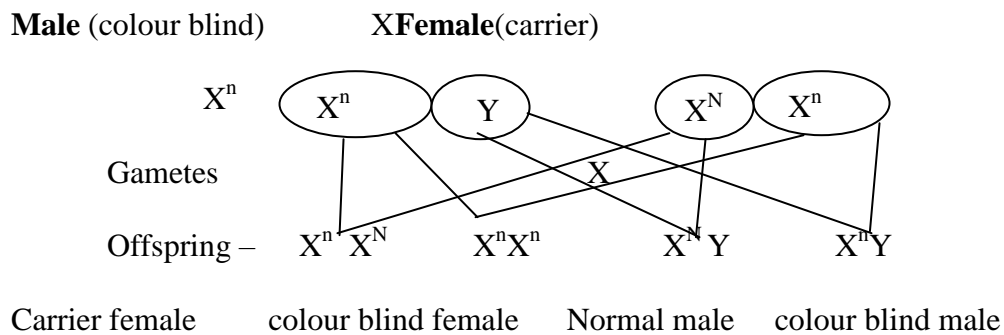 Male (colour blind) XFemale(carrier)
Xⁿ Xⁿ Y Xᴺ Xⁿ
Gametes X
Offspring – Xⁿ Xᴺ XⁿXⁿ Xᴺ Y XⁿY
Carrier female colour blind female Normal male colour blind male